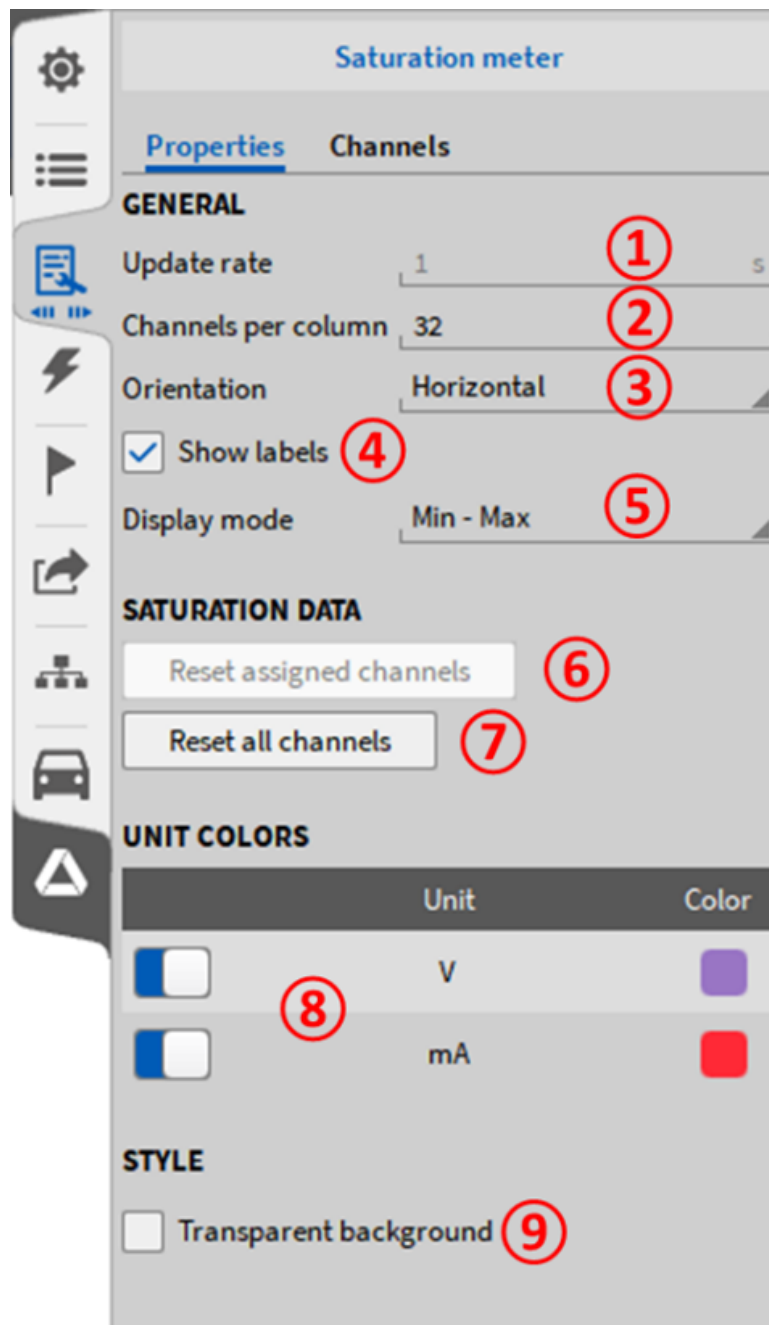 Saturation meter
Properties Channels
GENERAL
Update rate 1 ① s
Channels per column 32 ②
Orientation Horizontal ③
Show labels ④
Display mode Min - Max ⑤
SATURATION DATA
Reset assigned channels ⑥
Reset all channels ⑦
UNIT COLORS
Unit Color
V
⑧
mA
STYLE
Transparent background ⑨